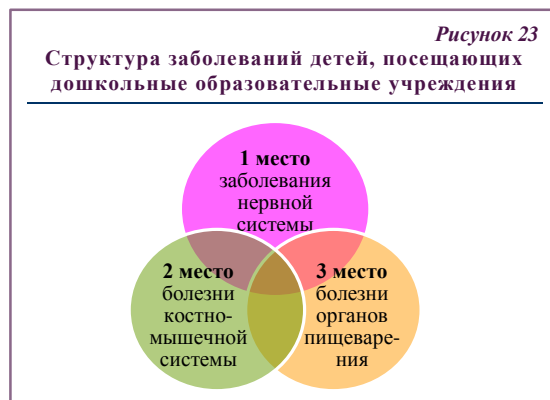 Рисунок 23
Структура заболеваний детей, посещающих
дошкольные образовательные учреждения
1 место
заболевания
нервной
системы
2 место
болезни
костно-
мышечной
системы
3 место
болезни
органов
пищеваре-
ния